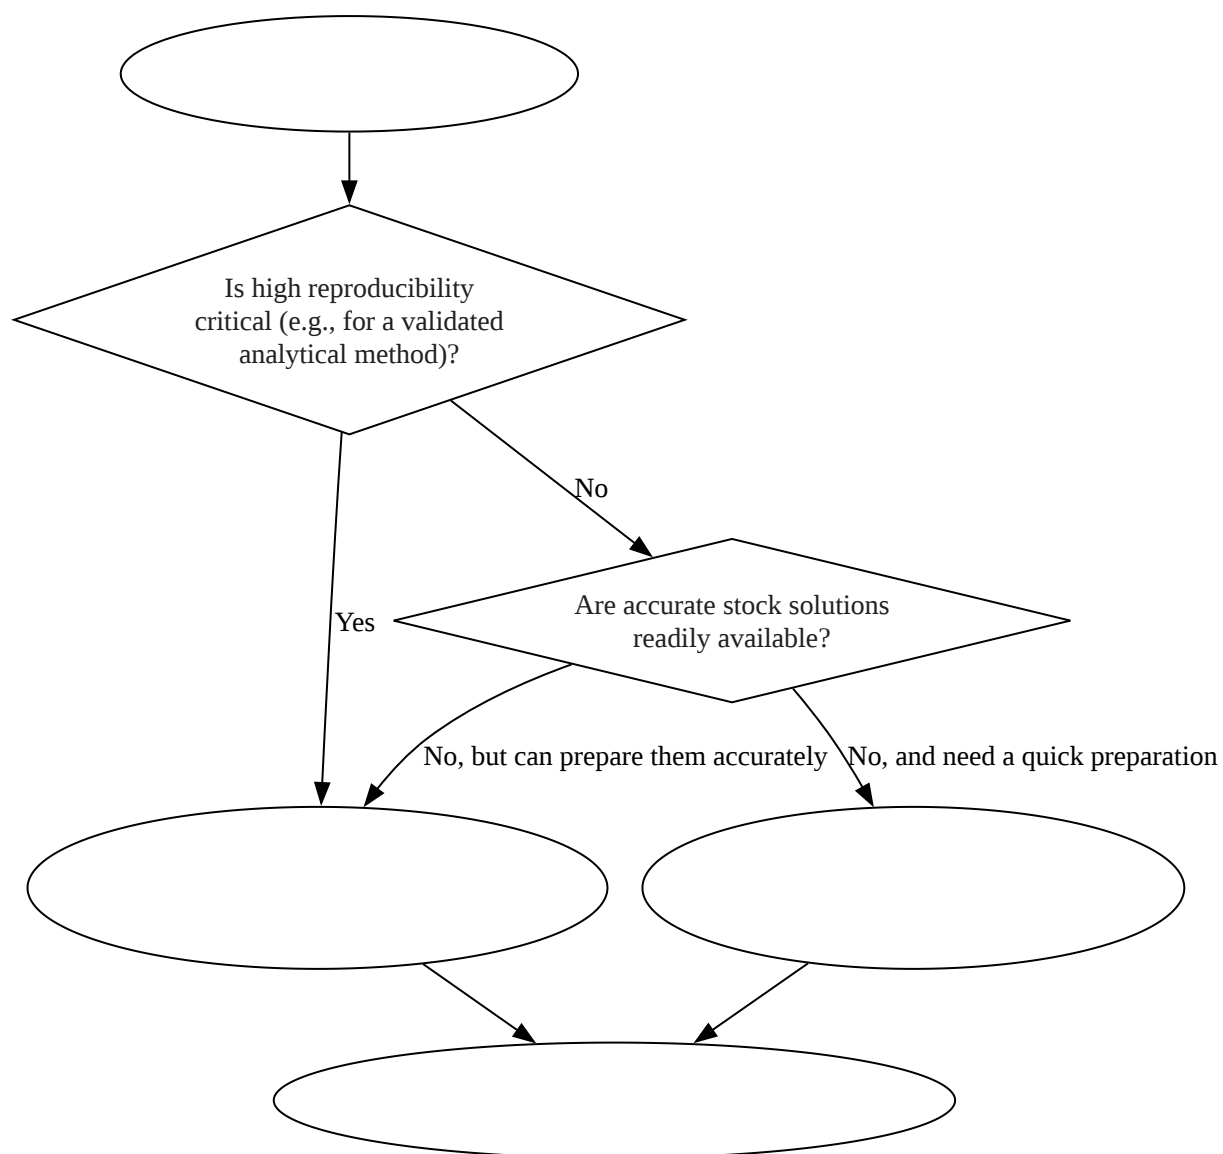 Is high reproducibility
critical (e.g., for a validated
analytical method)?
No
Yes
Are accurate stock solutions
readily available?
No, but can prepare them accurately
No, and need a quick preparation